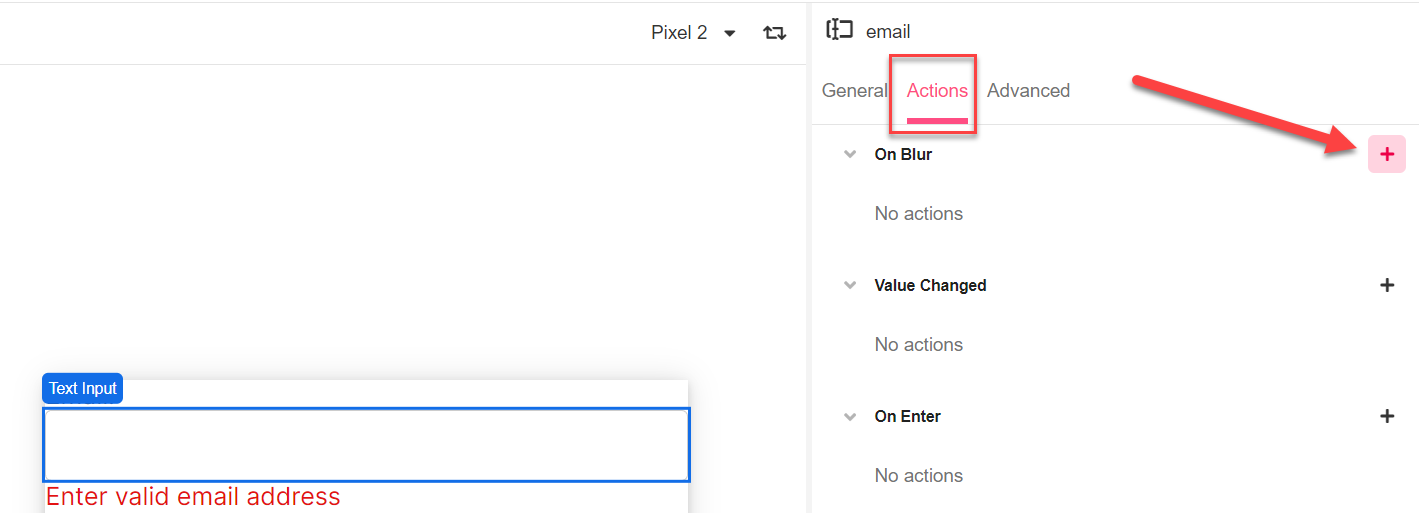 Pixel 2
email
General Actions Advanced
On Blur
No actions
Value Changed
No actions
On Enter
No actions
Text Input
Enter valid email address